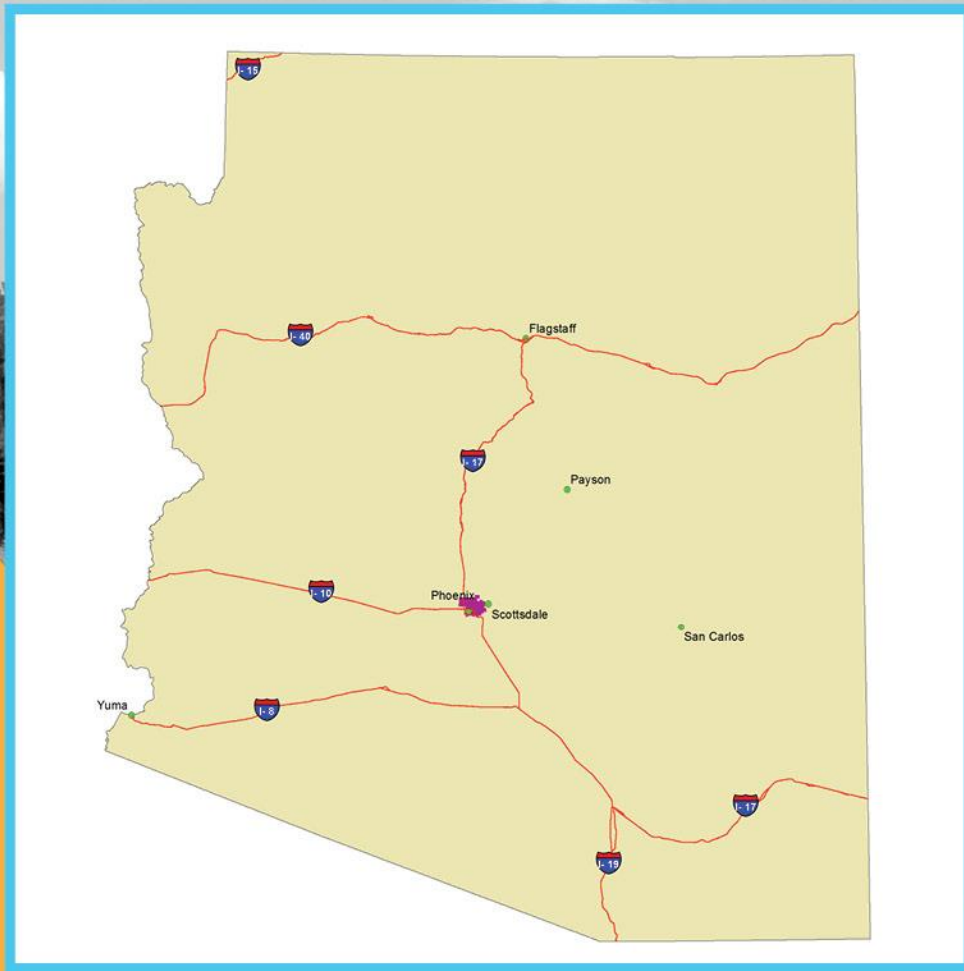 I- 15
I- 40
Flagstaff
I- 17
Payson
I- 10
Phoenix
Scottsdale
San Carlos
Yuma
I- 8
I- 17
I- 19